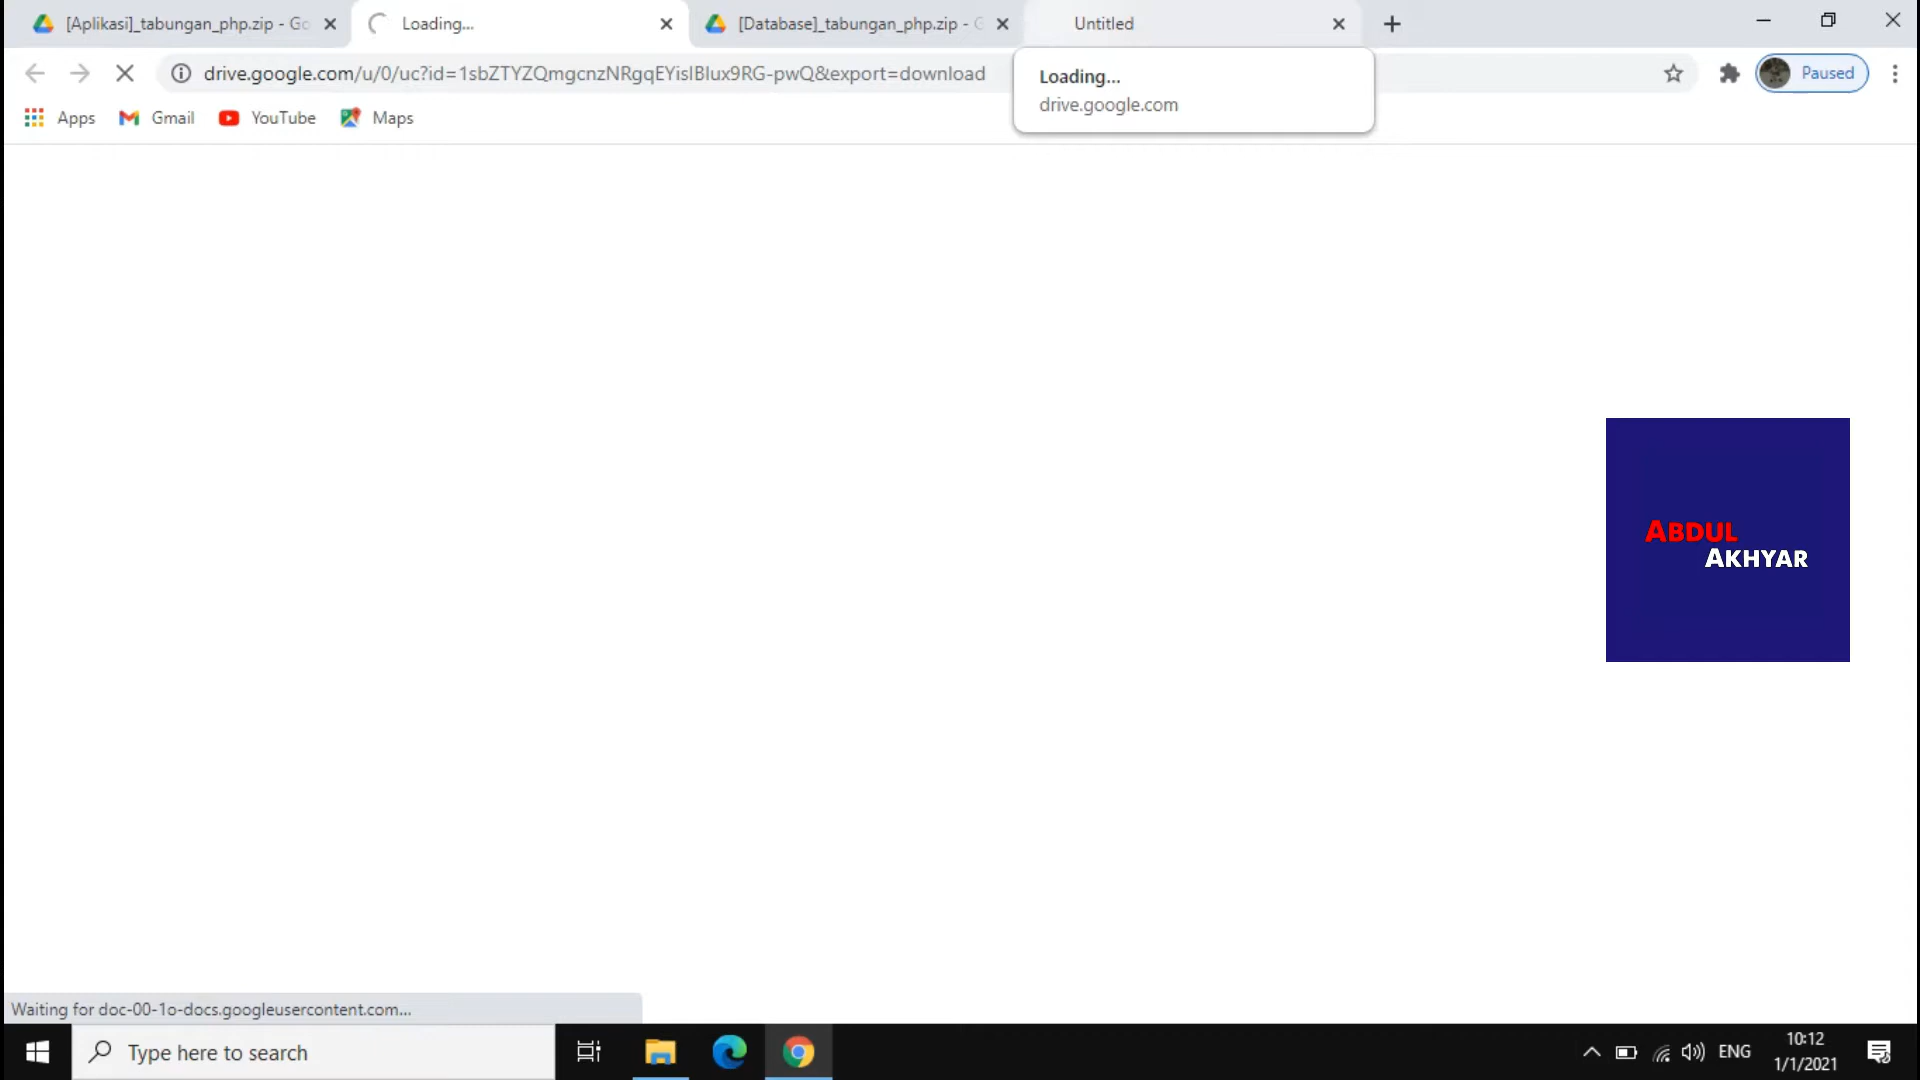 [Aplikasi]_tabungan_php.zip - Go
Loading...
[Database]_tabungan_php.zip - G
Untitled
drive.google.com/u/0/uc?id=1sbZTYZQmgcnzNRgqEYislBlux9RG-pwQ&export=download
Loading...
drive.google.com
Paused
Apps
Gmail
YouTube
Maps
ABDUL
AKHYAR
Waiting for doc-00-1o-docs.googleusercontent.com...
Type here to search
ENG
10:12
1/1/2021